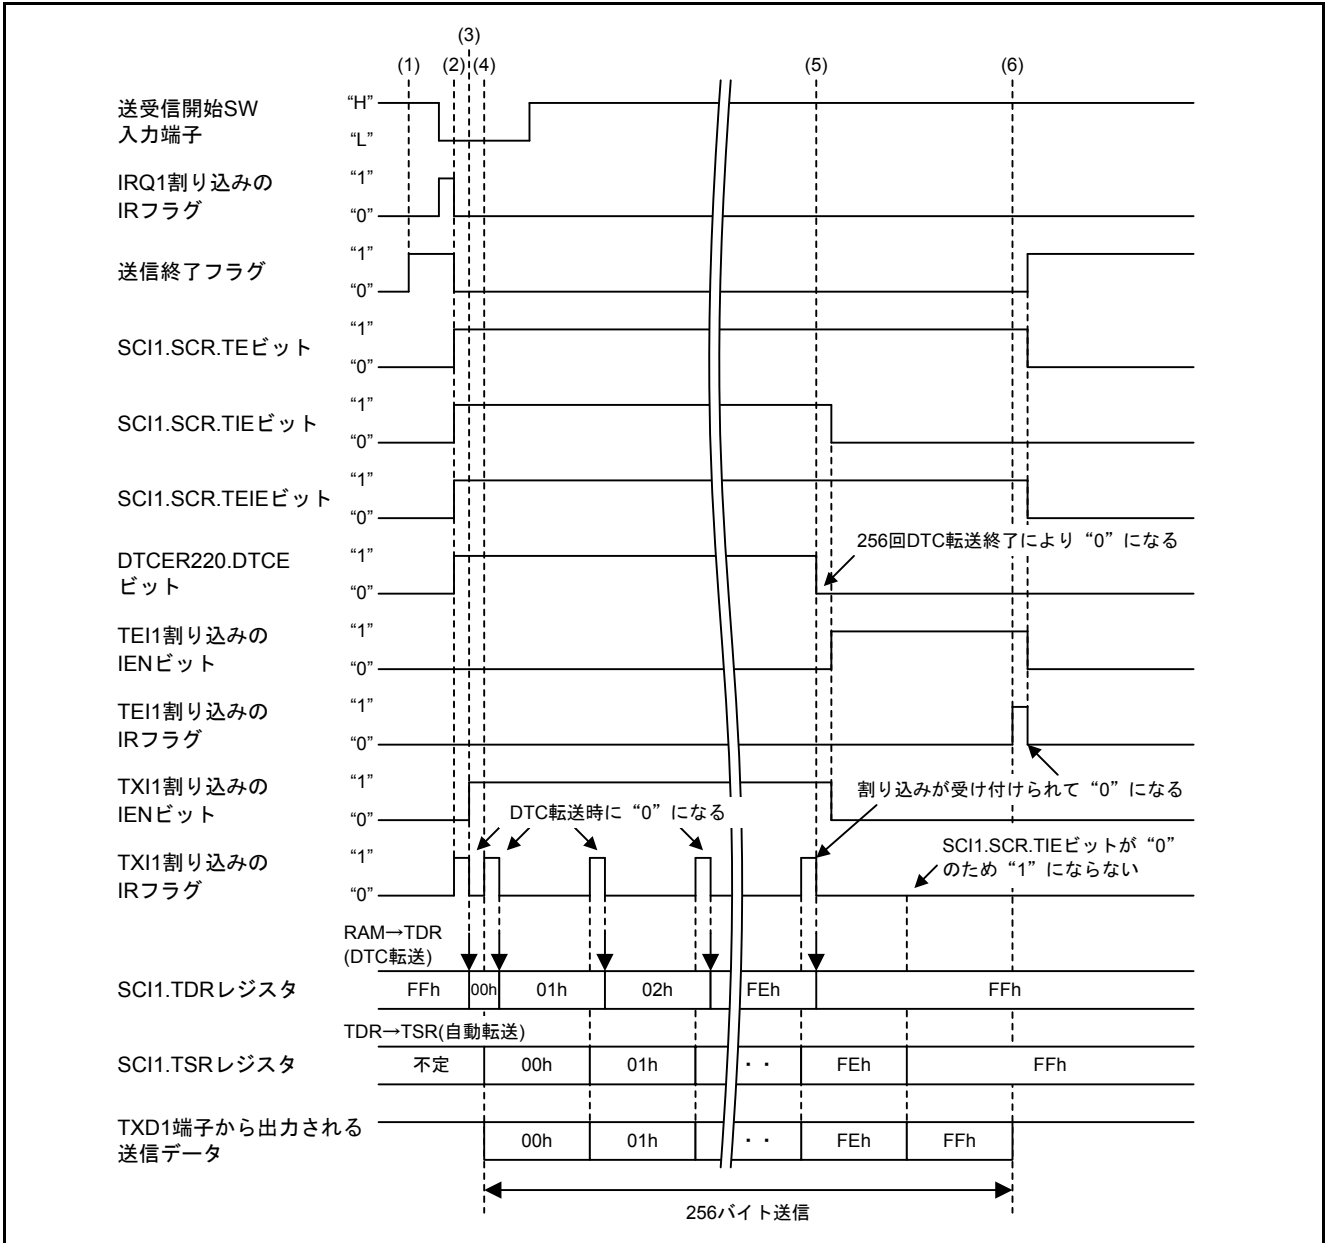 (3)
(1) (2) (4) (5) (6)
送受信開始SW
入力端子
“H”
“L”
IRQ1割り込みの
IRフラグ
“1”
“0”
送信終了フラグ
“1”
“0”
SCI1.SCR.TEビット
“1”
“0”
SCI1.SCR.TIEビット
“1”
“0”
SCI1.SCR.TEIEビット
“1”
“0”
256回DTC転送終了により“0”になる
DTCER220.DTCE
ビット
“1”
“0”
TEI1割り込みの
IENビット
“1”
“0”
TEI1割り込みの
IRフラグ
“1”
“0”
TXI1割り込みの
IENビット
“1”
“0”
割り込みが受け付けられて“0”になる
DTC転送時に“0”になる
TXI1割り込みの
IRフラグ
“1”
“0”
SCI1.SCR.TIEビットが“0”
のため“1”にならない
RAM→TDR
(DTC転送)
SCI1.TDRレジスタ
FFh 00h 01h 02h FEh FFh
TDR→TSR(自動転送)
SCI1.TSRレジスタ
不定 00h 01h ・・ FEh FFh
TXD1端子から出力される
送信データ
00h 01h ・・ FEh FFh
256バイト送信